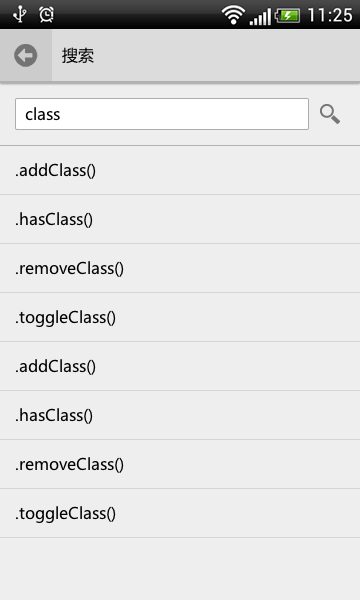 11:25
搜索
class
.addClass()
.hasClass()
.removeClass()
.toggleClass()
.addClass()
.hasClass()
.removeClass()
.toggleClass()